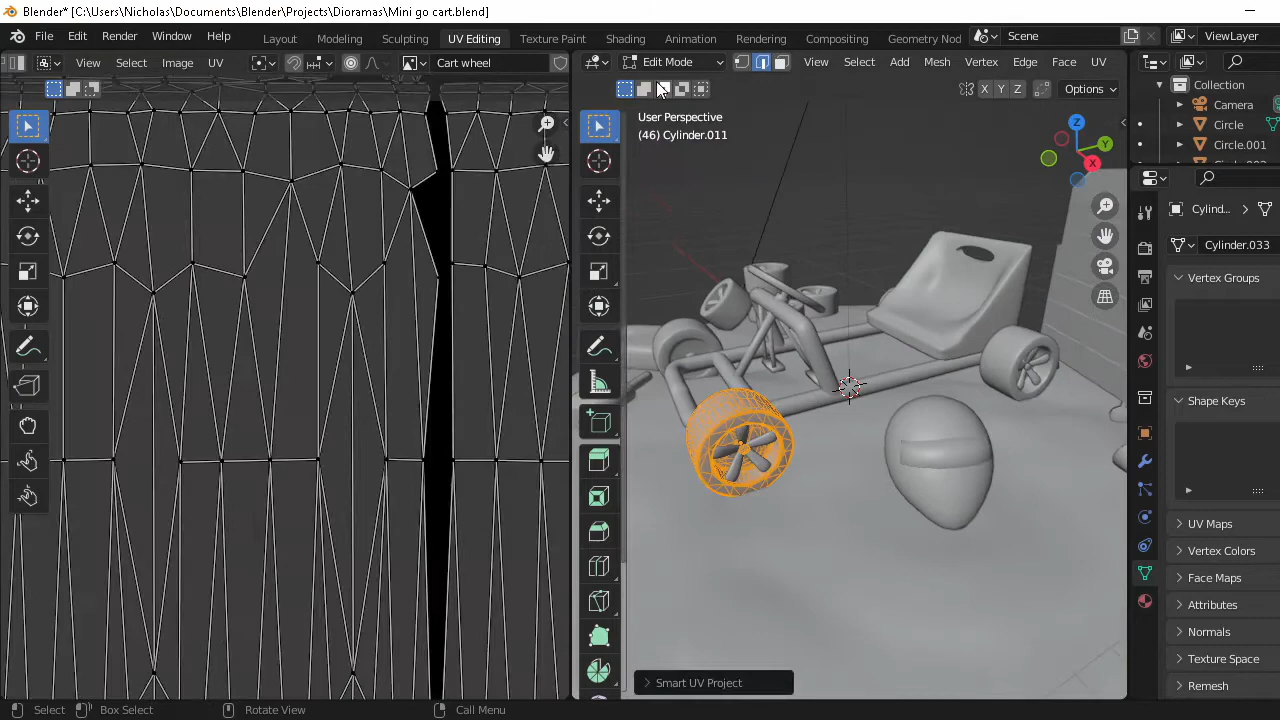 Blender* [C:\Users\Nicholas\Documents\Blender\Projects\Dioramas\Mini go cart.blend]
File Edit Render Window Help Layout Modeling Sculpting UV Editing Texture Paint Shading Animation Rendering Compositing Geometry Nod Scene ViewLayer
View Select Image UV Cart wheel
Edit Mode View Select Add Mesh Vertex Edge Face UV
X Y Z Options
User Perspective
(46) Cylinder.011
Z
Y
X
Collection
Camera
Circle
Circle.001
Cylind...
Cylinder.033
Vertex Groups
Shape Keys
UV Maps
Vertex Colors
Face Maps
Attributes
Normals
Texture Space
Remesh
Smart UV Project
Select Box Select Rotate View Call Menu